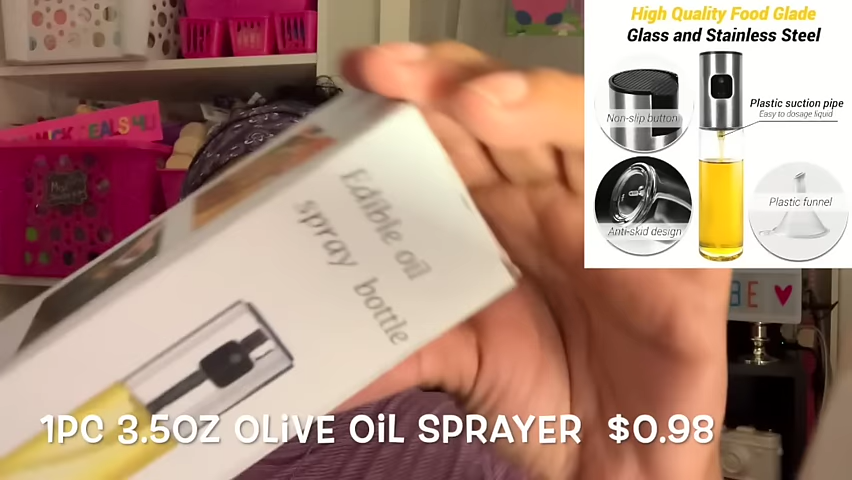 High Quality Food Glade
Glass and Stainless Steel
Non-slip button
Plastic suction pipe
Easy to dosage liquid
Anti-skid design
Plastic funnel
Edible oil
spray bottle
BE
1PC 3.5OZ OLIVE OIL SPRAYER $0.98